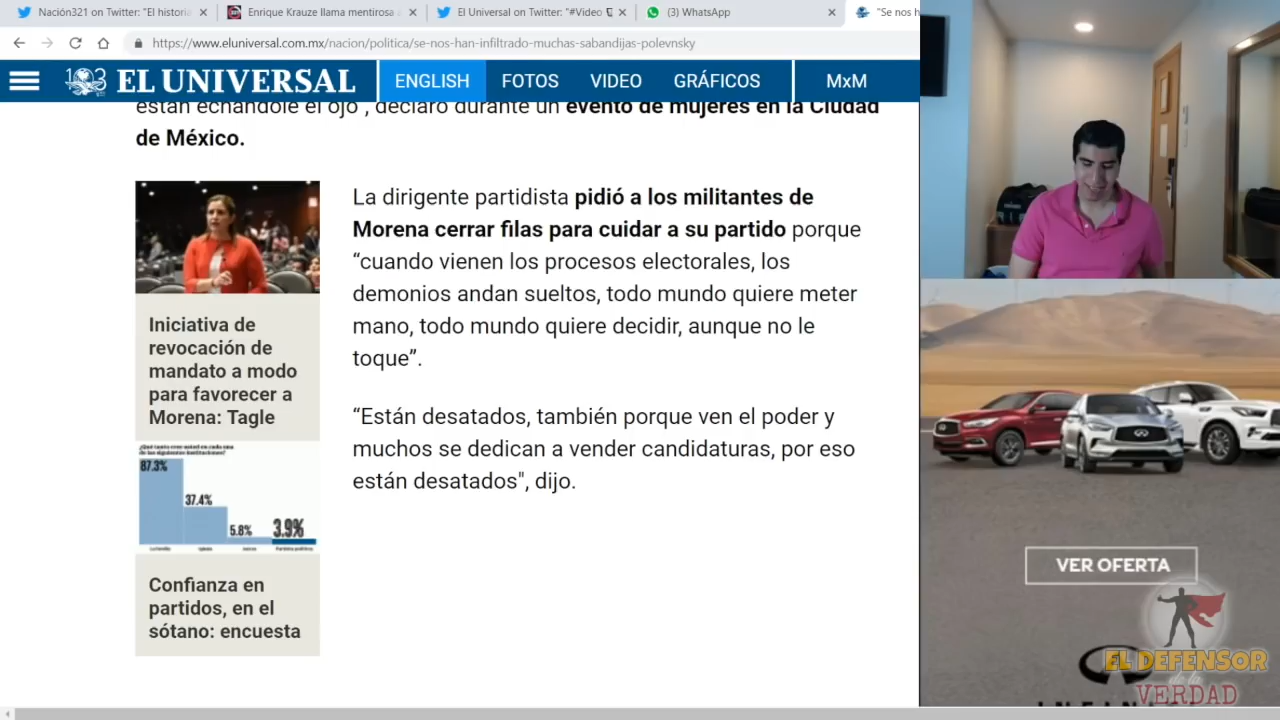 Nación321 on Twitter: "El historia
Enrique Krauze llama mentirosa
El Universal on Twitter: "#Video
(3) WhatsApp
"Se nos h
https://www.eluniversal.com.mx/nacion/politica/se-nos-han-infiltrado-muchas-sabandijas-polevnsky
103 EL UNIVERSAL
ENGLISH
FOTOS
VIDEO
GRÁFICOS
MxM
están echándole el ojo", declaró durante un evento de mujeres en la Ciudad
de México.
La dirigente partidista pidió a los militantes de
Morena cerrar filas para cuidar a su partido porque
“cuando vienen los procesos electorales, los
demonios andan sueltos, todo mundo quiere meter
mano, todo mundo quiere decidir, aunque no le
toque”.
Iniciativa de
revocación de
mandato a modo
para favorecer a
Morena: Tagle
“Están desatados, también porque ven el poder y
muchos se dedican a vender candidaturas, por eso
están desatados", dijo.
87.3%
37.4%
5.8%
3.9%
Confianza en
partidos, en el
sótano: encuesta
VER OFERTA
EL DEFENSOR
de la
VERDAD